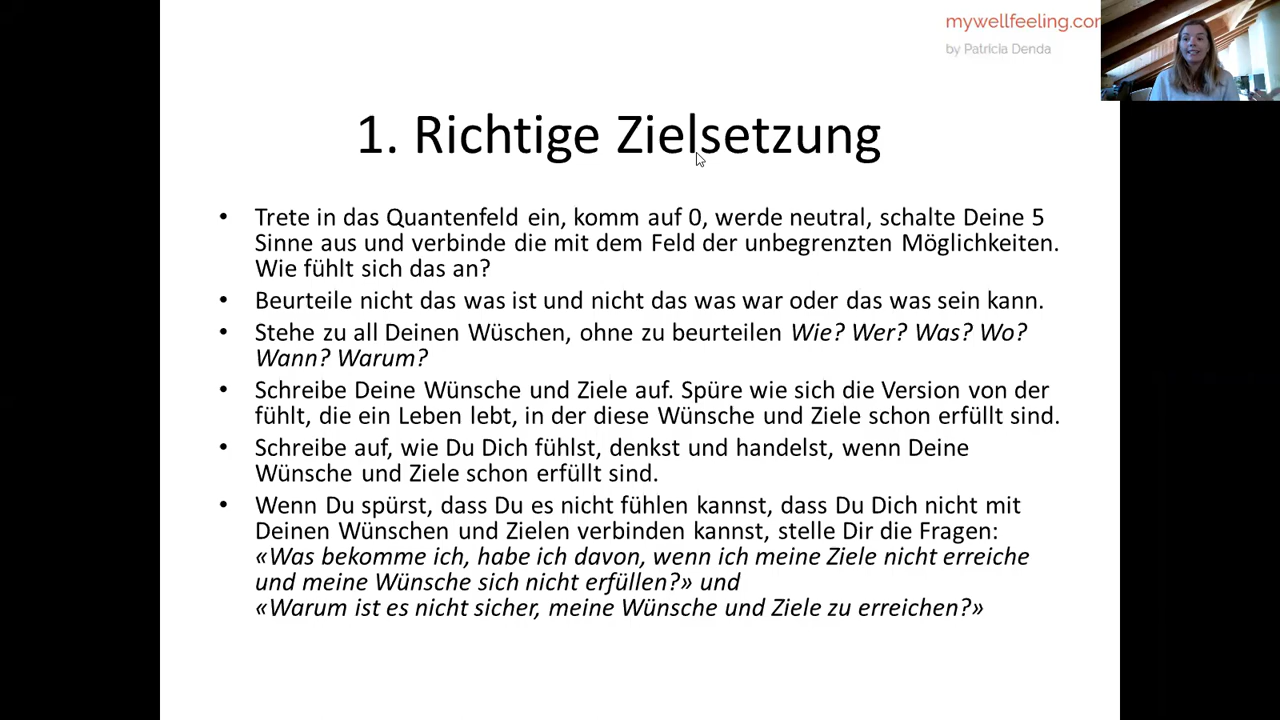 mywellfeeling.com
by Patricia Denda
1. Richtige Zielsetzung
• Trete in das Quantenfeld ein, komm auf 0, werde neutral, schalte Deine 5
Sinne aus und verbinde die mit dem Feld der unbegrenzten Möglichkeiten.
Wie fühlt sich das an?
• Beurteile nicht das was ist und nicht das was war oder das was sein kann.
• Stehe zu all Deinen Wüschen, ohne zu beurteilen Wie? Wer? Was? Wo?
Wann? Warum?
• Schreibe Deine Wünsche und Ziele auf. Spüre wie sich die Version von der
fühlt, die ein Leben lebt, in der diese Wünsche und Ziele schon erfüllt sind.
• Schreibe auf, wie Du Dich fühlst, denkst und handelst, wenn Deine
Wünsche und Ziele schon erfüllt sind.
• Wenn Du spürst, dass Du es nicht fühlen kannst, dass Du Dich nicht mit
Deinen Wünschen und Zielen verbinden kannst, stelle Dir die Fragen:
«Was bekomme ich, habe ich davon, wenn ich meine Ziele nicht erreiche
und meine Wünsche sich nicht erfüllen?» und
«Warum ist es nicht sicher, meine Wünsche und Ziele zu erreichen?»